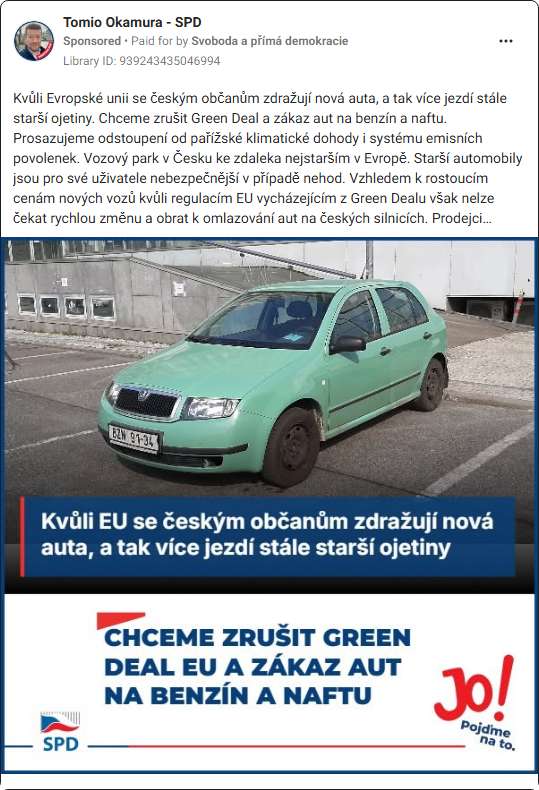 Tomio Okamura - SPD
Sponsored • Paid for by Svoboda a přímá demokracie
Library ID: 939243435046994
Kvůli Evropské unii se českým občanům zdražují nová auta, a tak více jezdí stále
starší ojetiny. Chceme zrušit Green Deal a zákaz aut na benzín a naftu.
Prosazujeme odstoupení od pařížské klimatické dohody i systému emisních
povolenek. Vozový park v Česku ke zdaleka nejstarším v Evropě. Starší automobily
jsou pro své uživatele nebezpečnější v případě nehod. Vzhledem k rostoucím
cenám nových vozů kvůli regulacím EU vycházejícím z Green Dealu však nelze
čekat rychlou změnu a obrat k omlazování aut na českých silnicích. Prodejci...
BZN 91-34
Kvůli EU se českým občanům zdražují nová
auta, a tak více jezdí stále starší ojetiny
CHCEME ZRUŠIT GREEN
DEAL EU A ZÁKAZ AUT
NA BENZÍN A NAFTU
Jo!
Pojďme
na to.
SPD